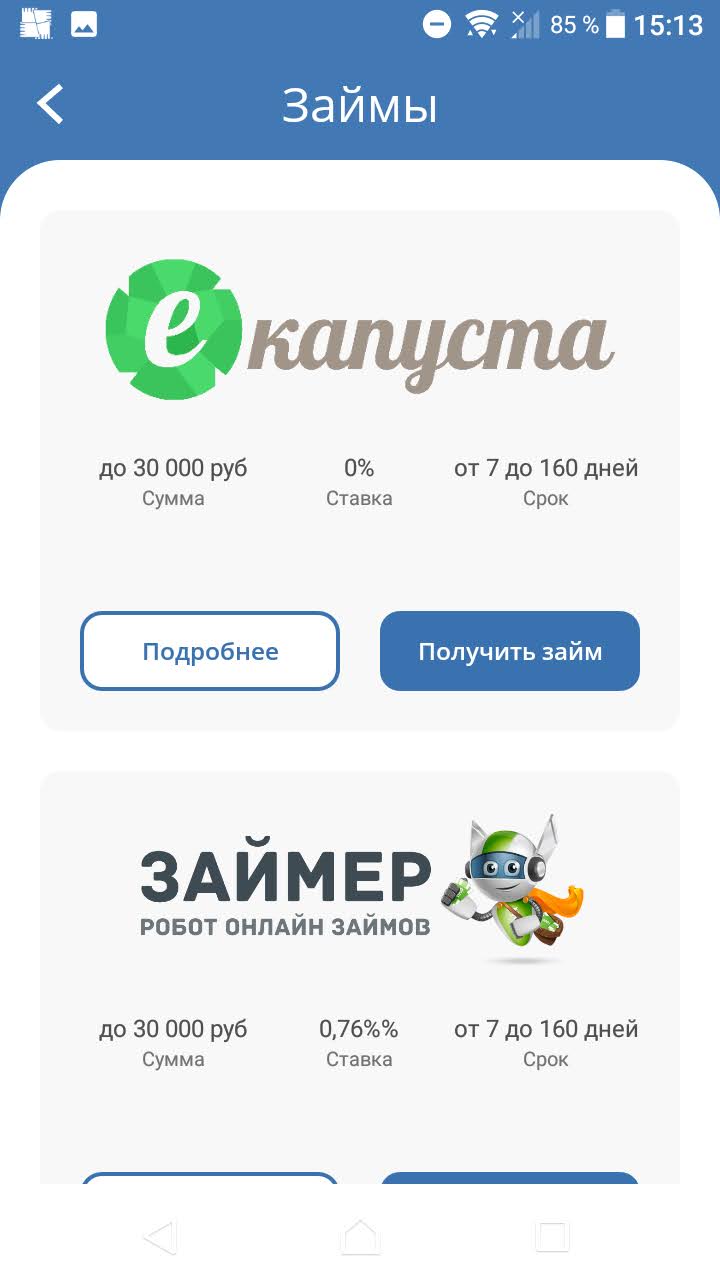 85 % 15:13
Займы
екапуста
до 30 000 руб 0% от 7 до 160 дней
Сумма Ставка Срок
Подробнее Получить займ
ЗАЙМЕР
РОБОТ ОНЛАЙН ЗАЙМОВ
до 30 000 руб 0,76%% от 7 до 160 дней
Сумма Ставка Срок